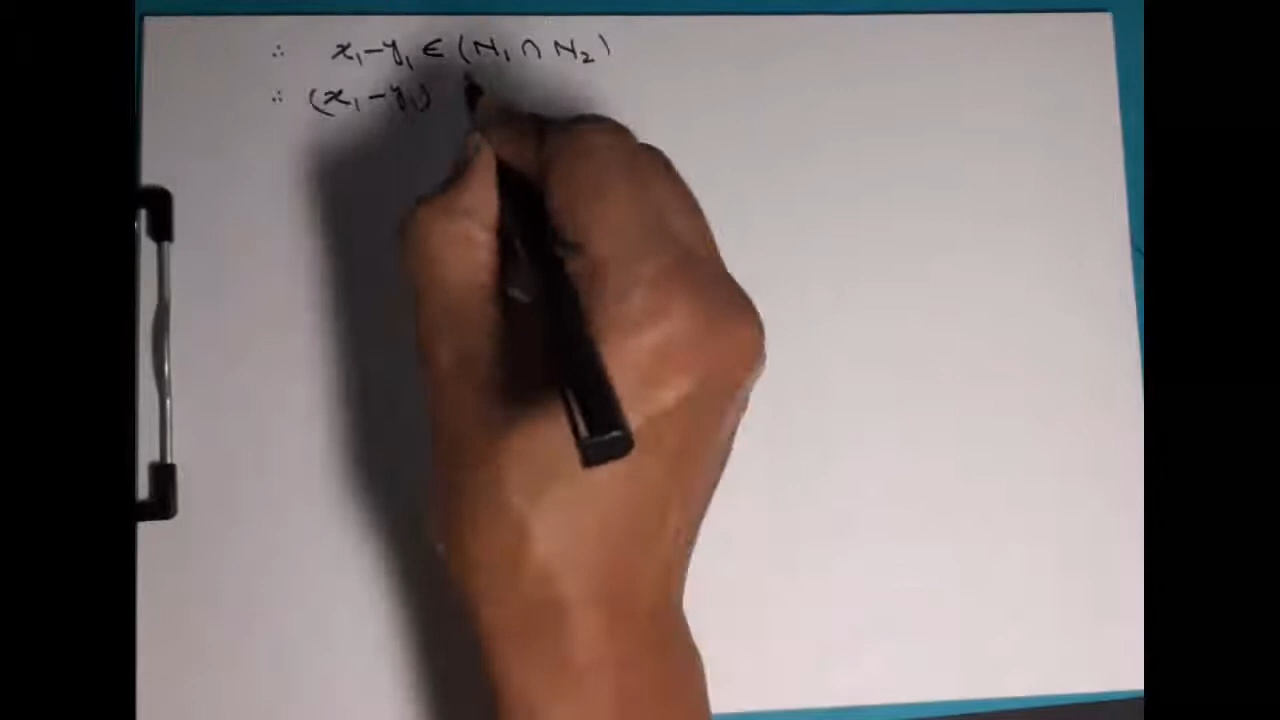 ∴ x₁-y₁ ∈ (N₁ ∩ N₂)
∴ (x₁-y₁)